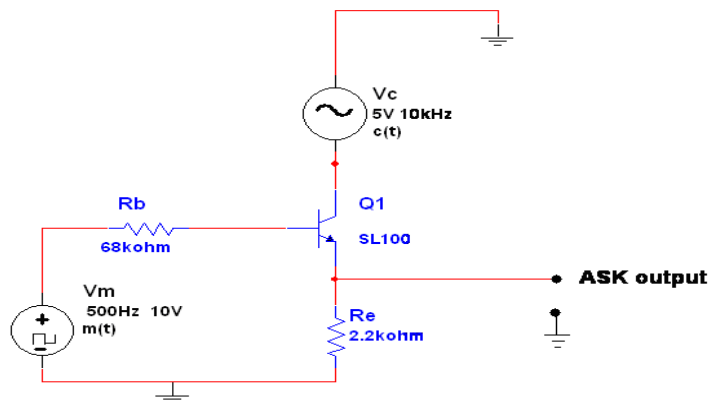 Vc
5V 10kHz
c(t)
Rb
68kohm
Q1
SL100
ASK output
Vm
500Hz 10V
m(t)
Re
2.2kohm